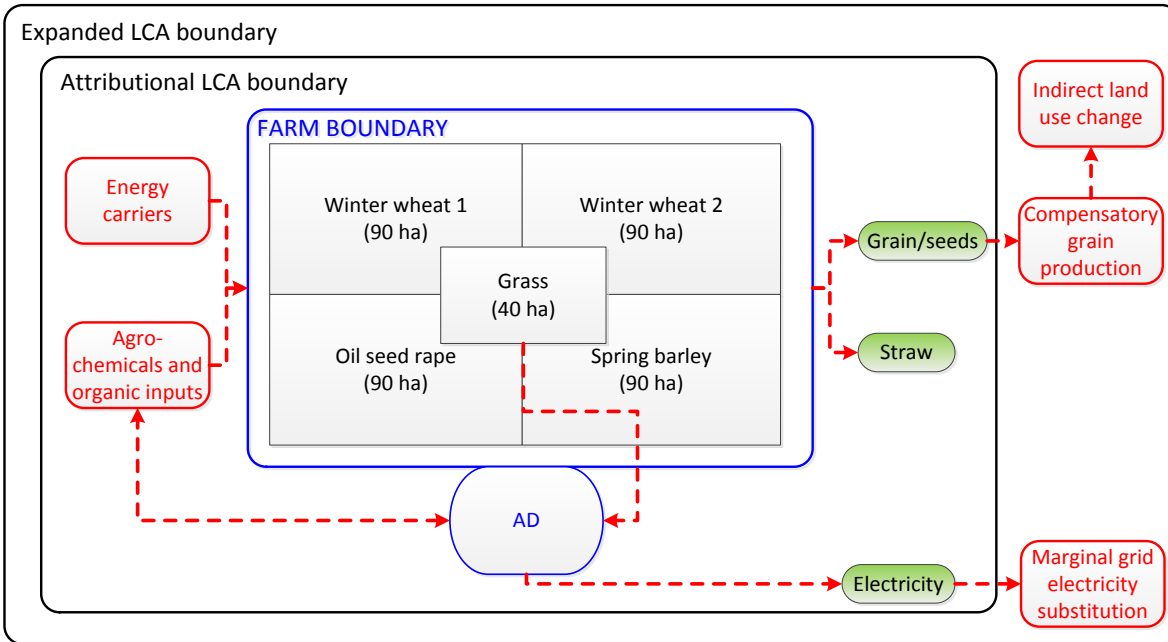 Expanded LCA boundary
Attributional LCA boundary
FARM BOUNDARY
Energy
carriers
Agro-
chemicals and
organic inputs
Winter wheat 1
(90 ha)
Winter wheat 2
(90 ha)
Grass
(40 ha)
Oil seed rape
(90 ha)
Spring barley
(90 ha)
AD
Grain/seeds
Straw
Electricity
Indirect land
use change
Compensatory
grain
production
Marginal grid
electricity
substitution